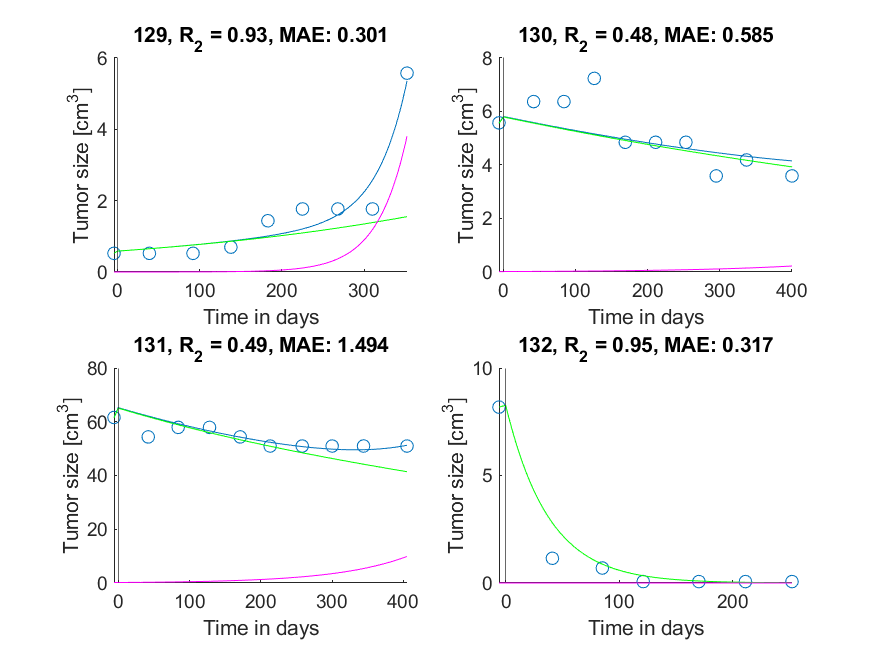 129, R2 = 0.93, MAE: 0.301
Tumor size [cm3]
6
4
2
0
0 100 200 300
Time in days
130, R2 = 0.48, MAE: 0.585
Tumor size [cm3]
8
6
4
2
0
0 100 200 300 400
Time in days
131, R2 = 0.49, MAE: 1.494
Tumor size [cm3]
80
60
40
20
0
0 100 200 300 400
Time in days
132, R2 = 0.95, MAE: 0.317
Tumor size [cm3]
10
5
0
0 100 200
Time in days